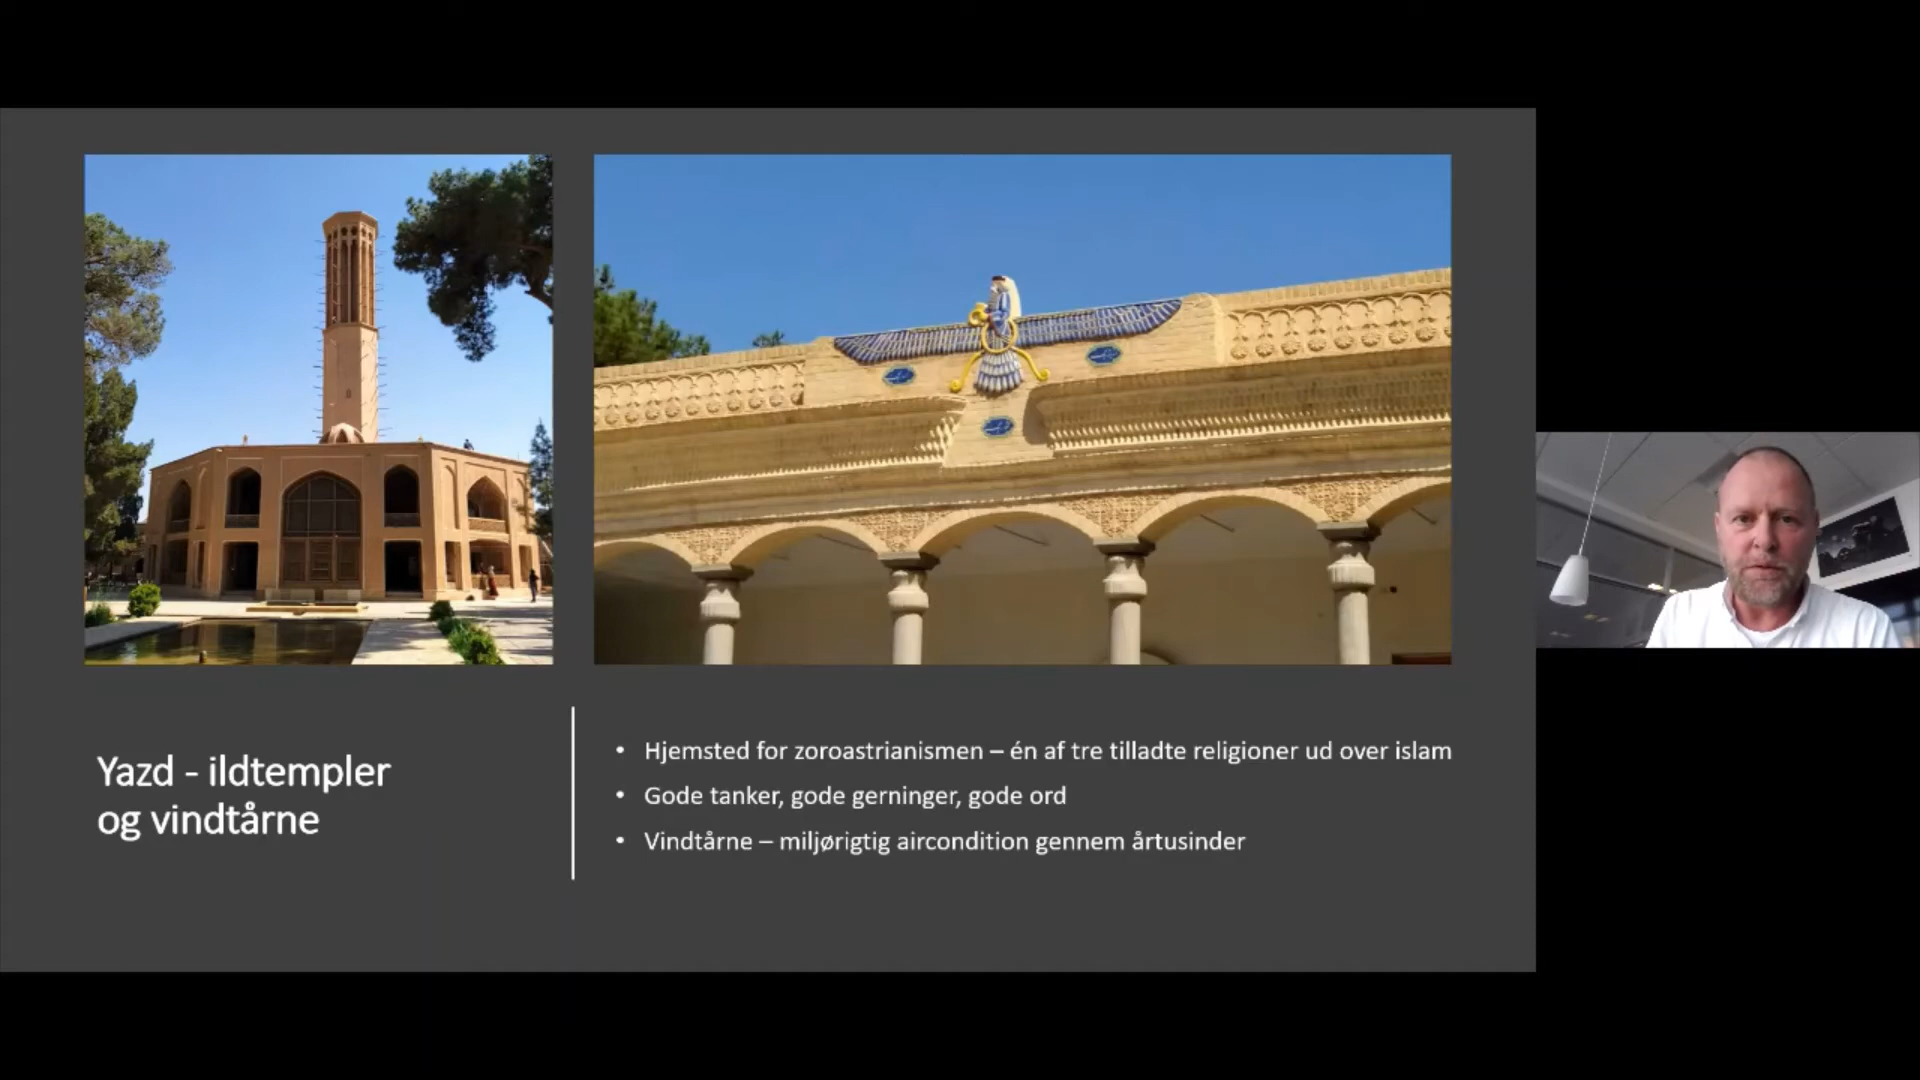 Yazd - ildtempler
og vindtårne
• Hjemsted for zoroastrianismen – én af tre tilladte religioner ud over islam
• Gode tanker, gode gerninger, gode ord
• Vindtårne – miljørigtig aircondition gennem årtusinder